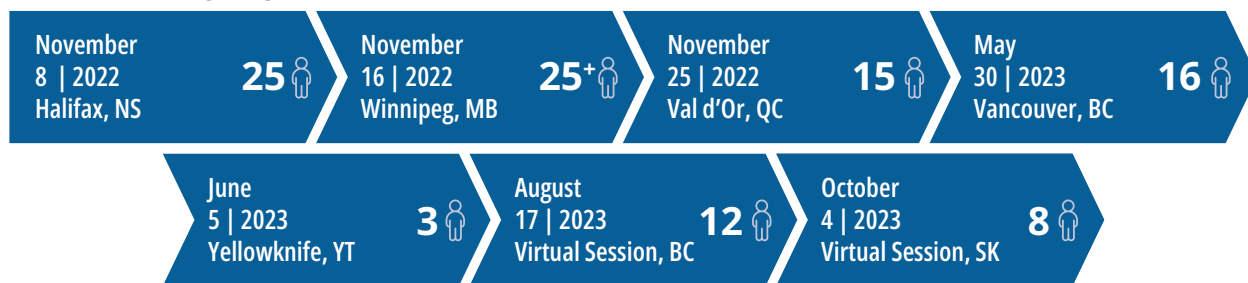 November
8 | 2022
Halifax, NS
25
November
16 | 2022
Winnipeg, MB
25+
November
25 | 2022
Val d’Or, QC
15
May
30 | 2023
Vancouver, BC
16
June
5 | 2023
Yellowknife, YT
3
August
17 | 2023
Virtual Session, BC
12
October
4 | 2023
Virtual Session, SK
8